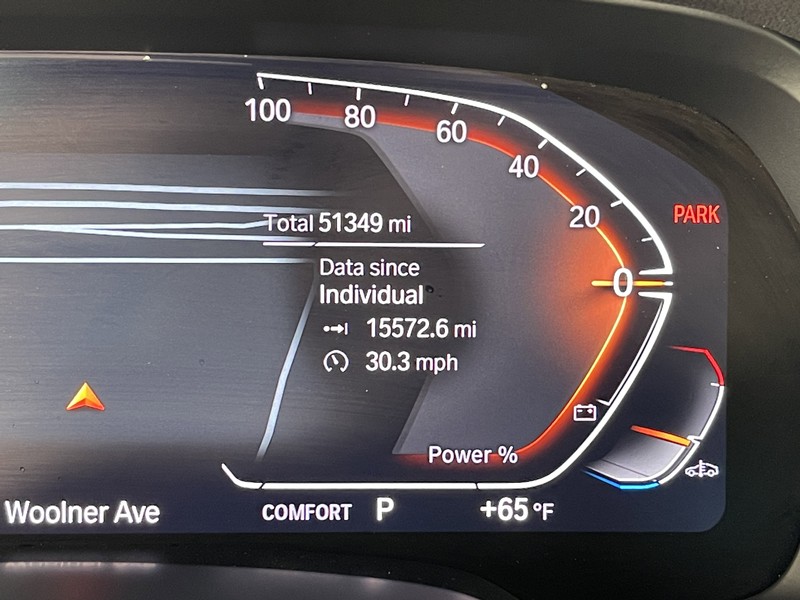 100 80 60 40 20 0
PARK
Total 51349 mi
Data since
Individual
15572.6 mi
30.3 mph
Power %
Woolner Ave COMFORT P +65 °F